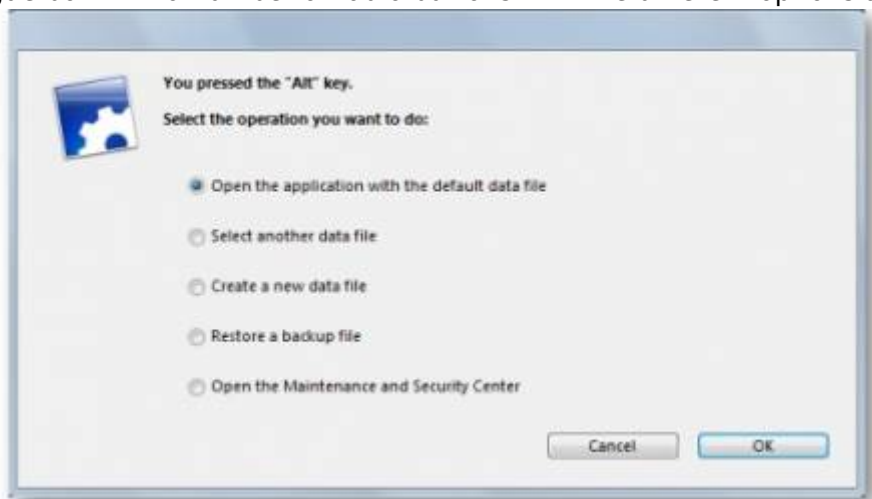 You pressed the "Alt" key.
Select the operation you want to do:
Open the application with the default data file
Select another data file
Create a new data file
Restore a backup file
Open the Maintenance and Security Center
Cancel
OK